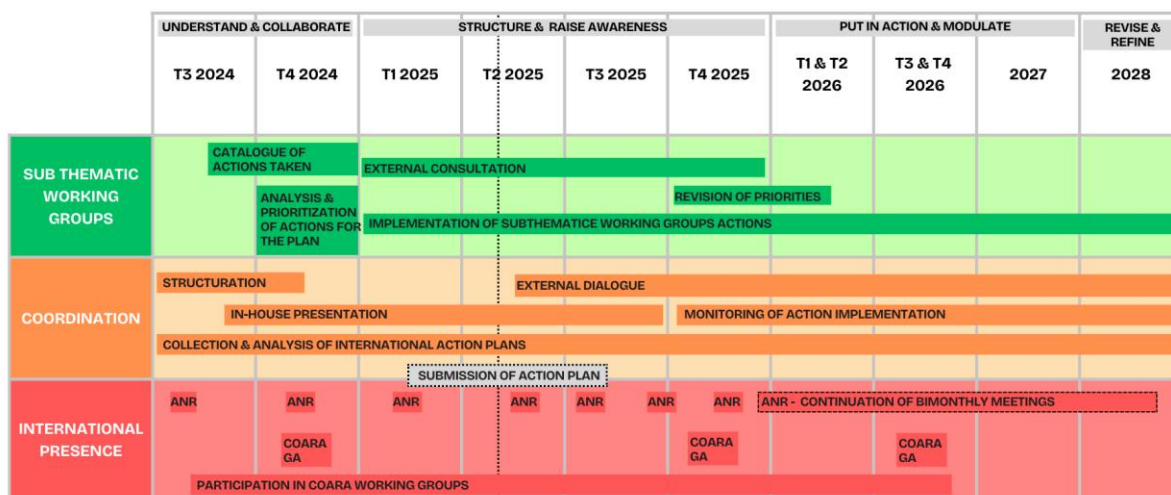 UNDERSTAND & COLLABORATE
STRUCTURE & RAISE AWARENESS
PUT IN ACTION & MODULATE
REVISE &
REFINE
T3 2024
T4 2024
T1 2025
T2 2025
T3 2025
T4 2025
T1 & T2
2026
T3 & T4
2026
2027
2028
SUB THEMATIC
WORKING
GROUPS
CATALOGUE OF
ACTIONS TAKEN
EXTERNAL CONSULTATION
ANALYSIS &
PRIORITIZATION
OF ACTIONS FOR
THE PLAN
REVISION OF PRIORITIES
IMPLEMENTATION OF SUBTHEMATICE WORKING GROUPS ACTIONS
COORDINATION
STRUCTURATION
EXTERNAL DIALOGUE
IN-HOUSE PRESENTATION
MONITORING OF ACTION IMPLEMENTATION
COLLECTION & ANALYSIS OF INTERNATIONAL ACTION PLANS
SUBMISSION OF ACTION PLAN
INTERNATIONAL
PRESENCE
ANR
ANR
ANR
ANR
ANR
ANR
ANR
ANR - CONTINUATION OF BIMONTHLY MEETINGS
COARA
GA
COARA
GA
COARA
GA
PARTICIPATION IN COARA WORKING GROUPS